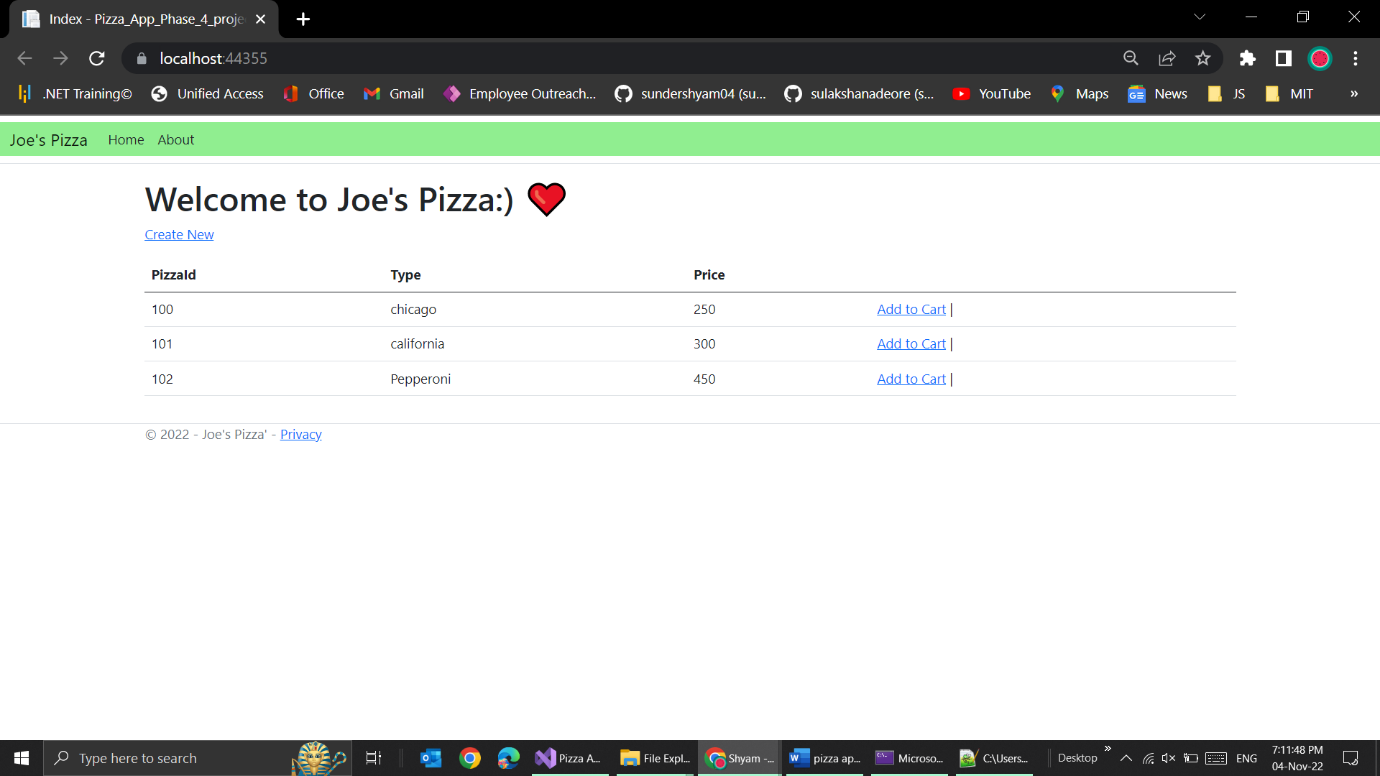 Index - Pizza_App_Phase_4_proje
localhost:44355
.NET Training© Unified Access Office Gmail Employee Outreach... sundershyam04 (su... sulakshanadeore (s... YouTube Maps News JS MIT »
Joe's Pizza Home About
Welcome to Joe's Pizza:)
Create New
PizzaId Type Price
100 chicago 250 Add to Cart |
101 california 300 Add to Cart |
102 Pepperoni 450 Add to Cart |
© 2022 - Joe's Pizza' - Privacy
Type here to search Pizza A... File Expl... Shyam -... pizza ap... Microso... C:\Users... Desktop » ENG 7:11:48 PM
04-Nov-22